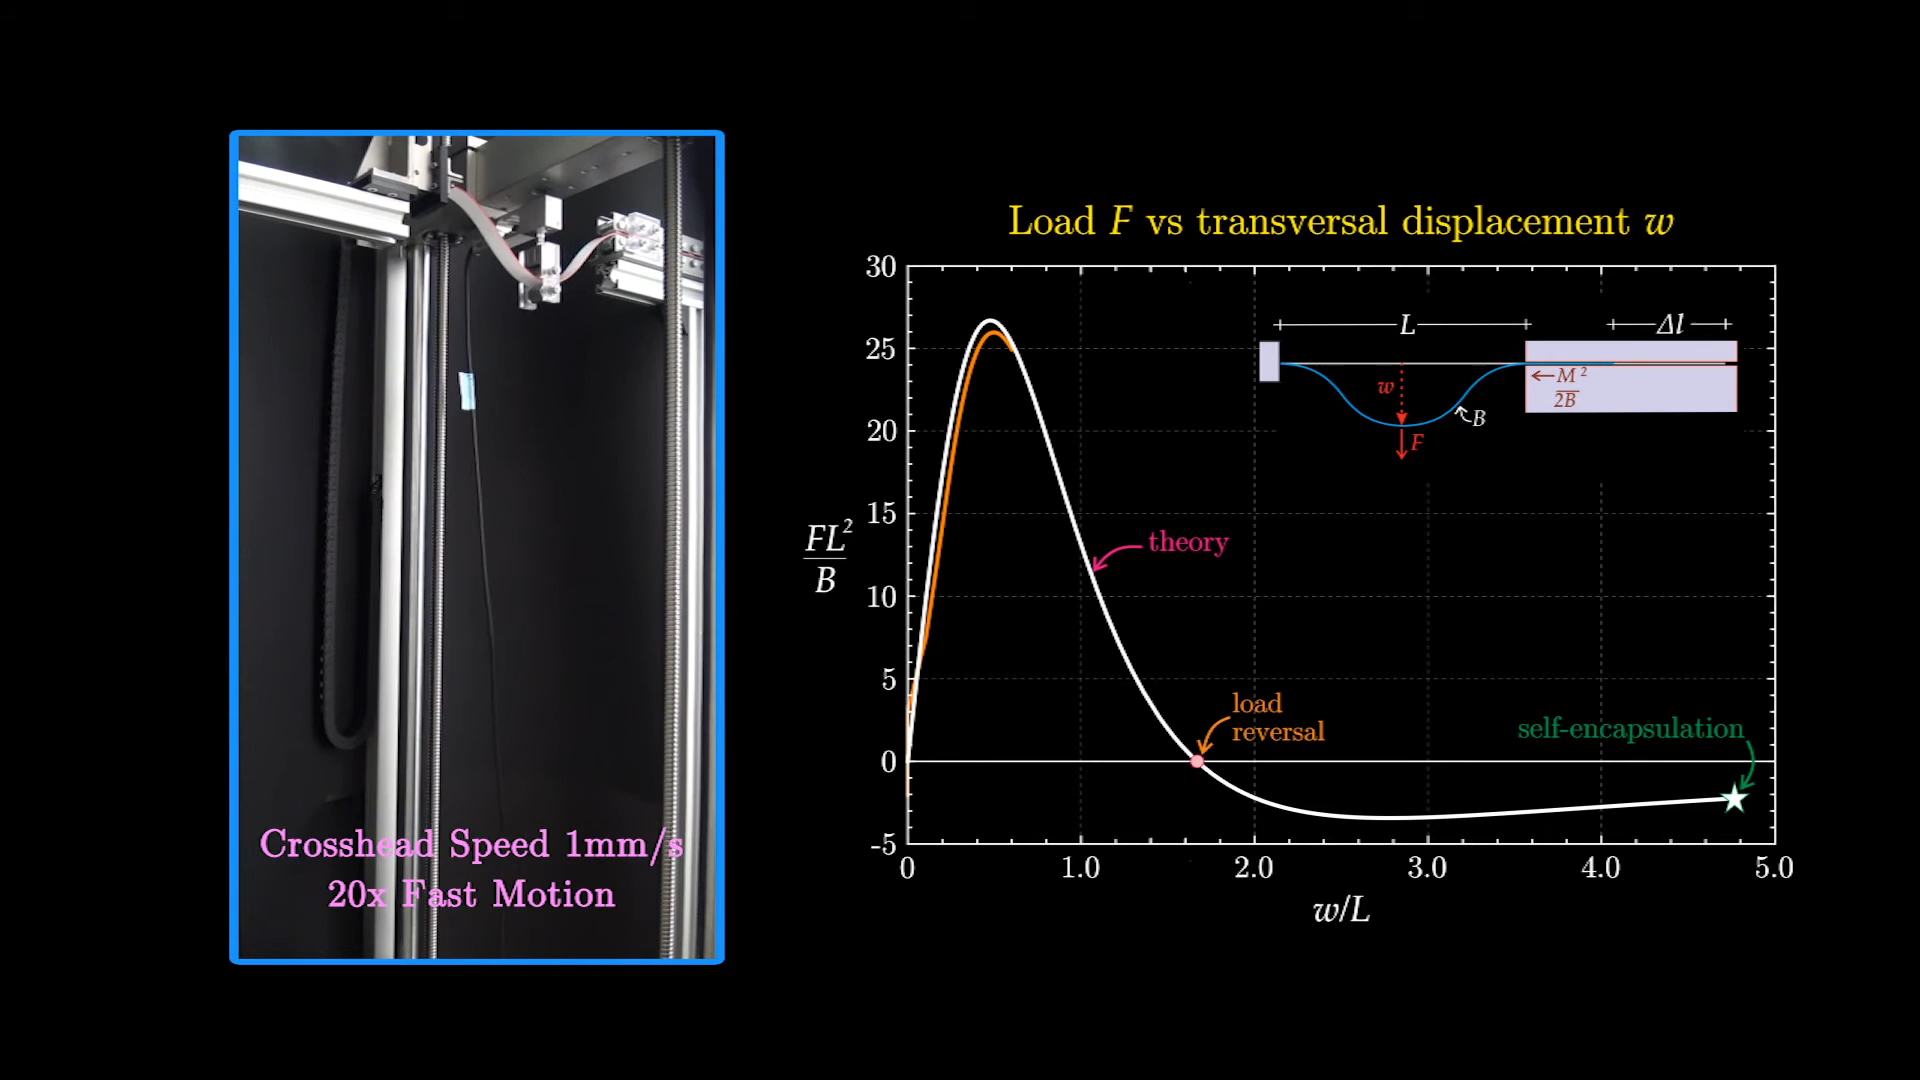 Crosshead Speed 1mm/s
20x Fast Motion
Load F vs transversal displacement w
30
25
20
15
10
5
0
-5
FL²
B
L
Δl
w
M²
2B
B
F
theory
load
reversal
self-encapsulation
0
1.0
2.0
3.0
4.0
5.0
w/L